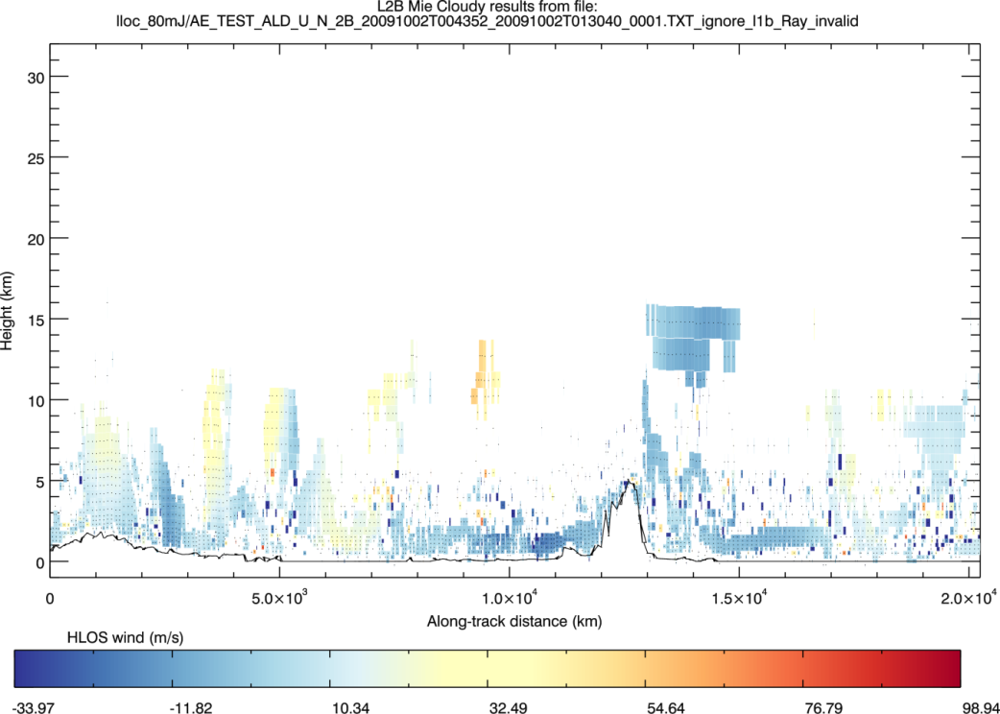 L2B Mie Cloudy results from file:
lloc_80mJ/AE_TEST_ALD_U_N_2B_20091002T004352_20091002T013040_0001.TXT_ignore_l1b_Ray_invalid
30
25
20
15
10
5
0
Height (km)
0 5.0×10³ 1.0×10⁴ 1.5×10⁴ 2.0×10⁴
Along-track distance (km)
HLOS wind (m/s)
-33.97 -11.82 10.34 32.49 54.64 76.79 98.94